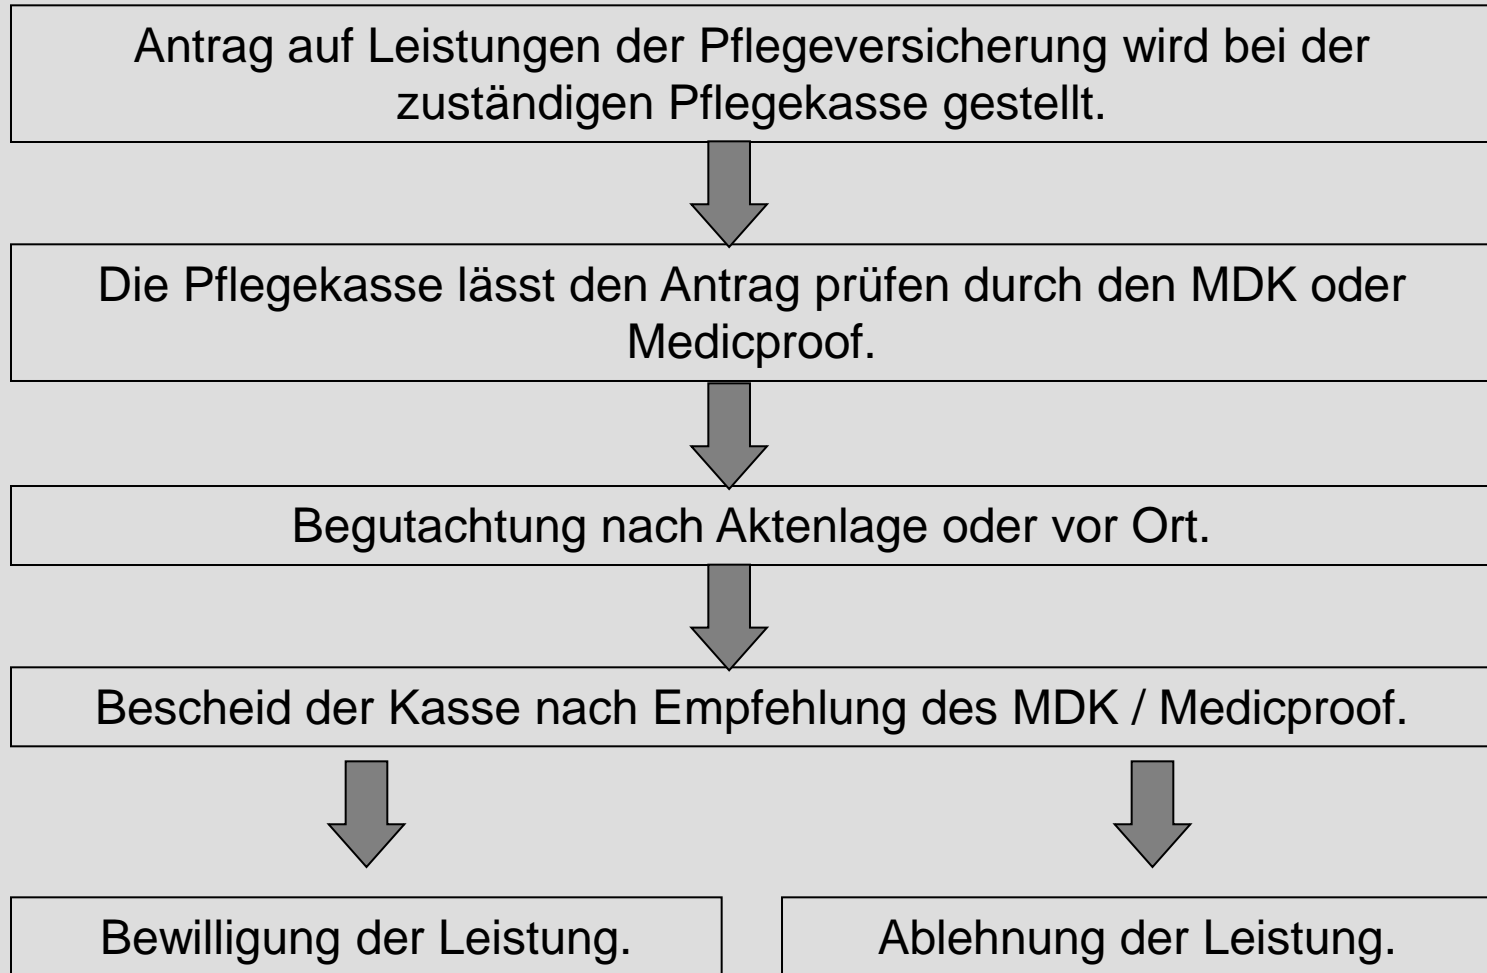 Antrag auf Leistungen der Pflegeversicherung wird bei der
zuständigen Pflegekasse gestellt.
Die Pflegekasse lässt den Antrag prüfen durch den MDK oder
Medicproof.
Begutachtung nach Aktenlage oder vor Ort.
Bescheid der Kasse nach Empfehlung des MDK / Medicproof.
Bewilligung der Leistung.
Ablehnung der Leistung.